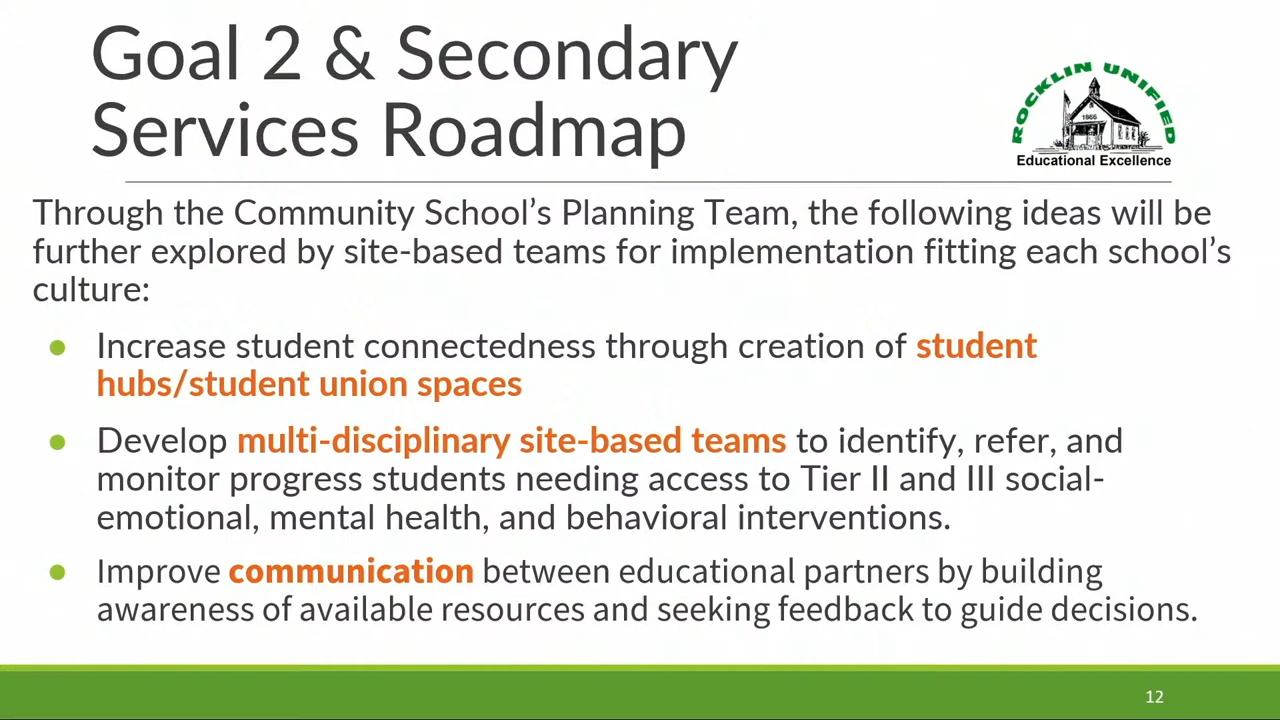 Goal 2 & Secondary
Services Roadmap
ROCKLIN UNIFIED
1866
Educational Excellence
Through the Community School’s Planning Team, the following ideas will be
further explored by site-based teams for implementation fitting each school’s
culture:
● Increase student connectedness through creation of student
hubs/student union spaces
● Develop multi-disciplinary site-based teams to identify, refer, and
monitor progress students needing access to Tier II and III social-
emotional, mental health, and behavioral interventions.
● Improve communication between educational partners by building
awareness of available resources and seeking feedback to guide decisions.
12